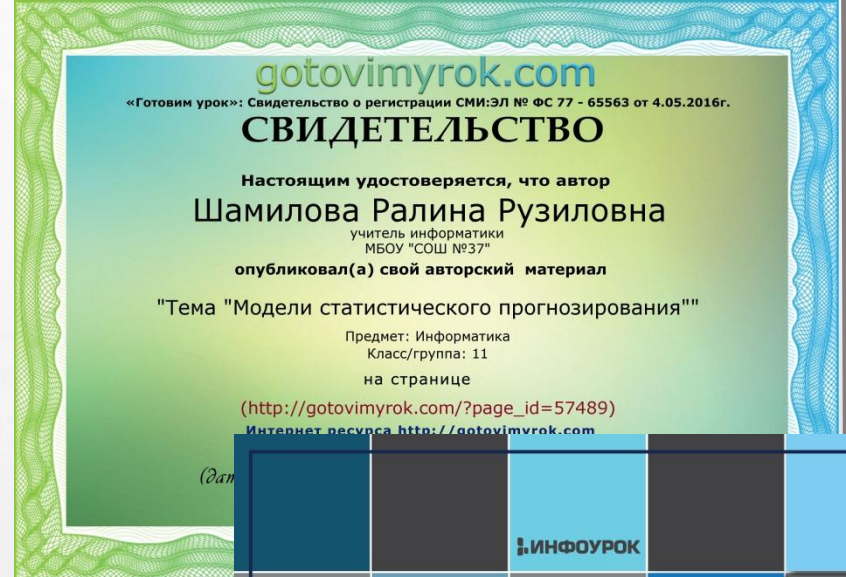 gotovimyrok.com
«Готовим урок»: Свидетельство о регистрации СМИ:ЭЛ № ФС 77 - 65563 от 4.05.2016г.
СВИДЕТЕЛЬСТВО
Настоящим удостоверяется, что автор
Шамилова Ралина Рузиловна
учитель информатики
МБОУ "СОШ №37"
опубликовал(а) свой авторский материал
"Тема "Модели статистического прогнозирования""
Предмет: Информатика
Класс/группа: 11
на странице
(http://gotovimyrok.com/?page_id=57489)
Интернет ресурса http://gotovimyrok.com
ИНФОУРОК